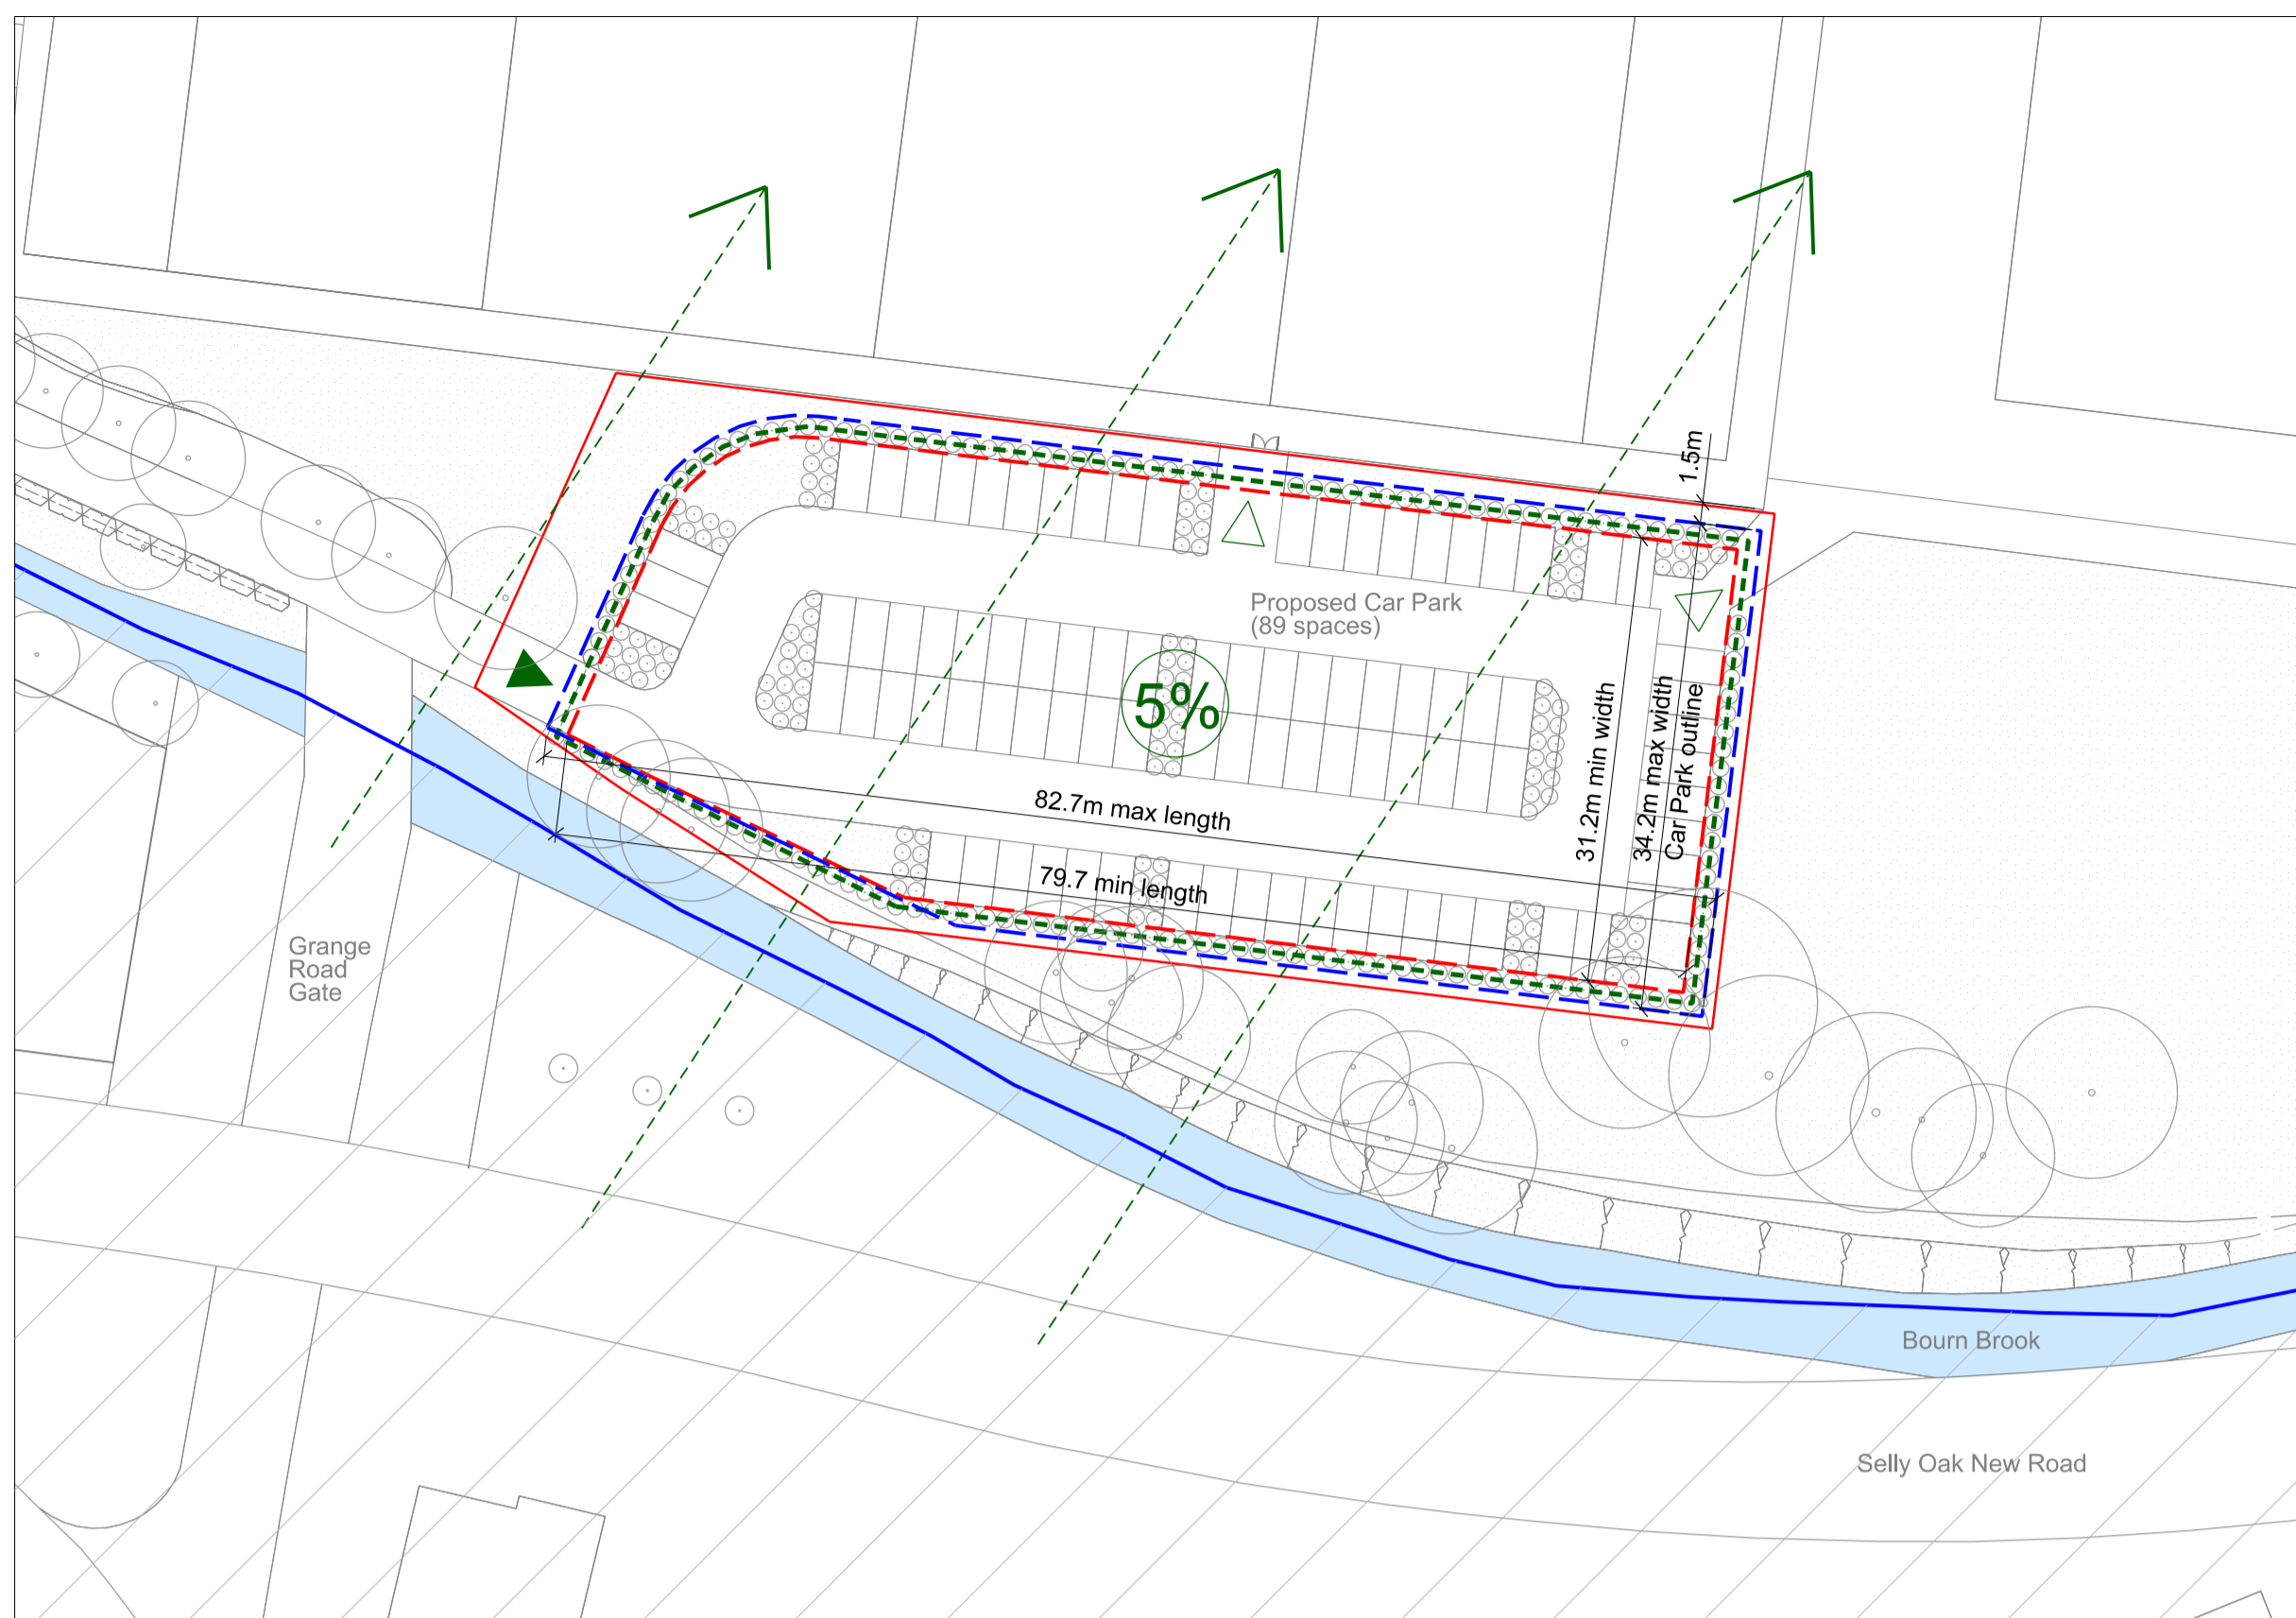 1.5m
Proposed Car Park
(89 spaces)
5%
31.2m min width
34.2m max width
Car Park outline
82.7m max length
79.7 min length
Grange
Road
Gate
Bourn Brook
Selly Oak New Road